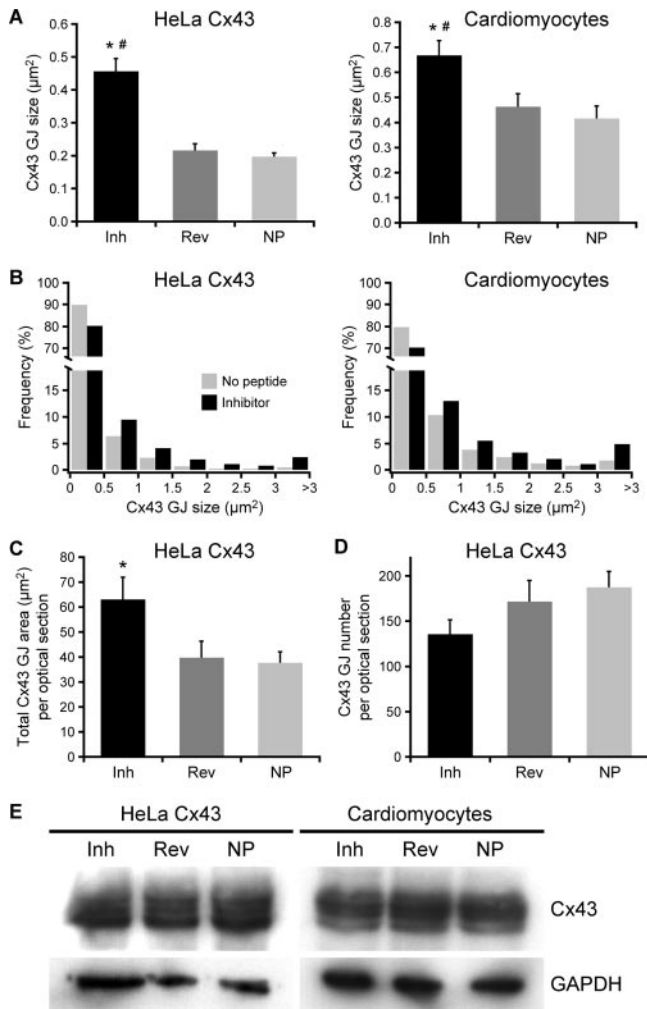 A
HeLa Cx43
Cx43 GJ size (µm²)
0.6
0.5
0.4
0.3
0.2
0.1
0.0
* #
Inh Rev NP
Cardiomyocytes
Cx43 GJ size (µm²)
0.8
0.7
0.6
0.5
0.4
0.3
0.2
0.1
0.0
* #
Inh Rev NP
B
HeLa Cx43
Frequency (%)
100
90
80
70
15
10
5
0
No peptide
Inhibitor
0 0.5 1 1.5 2 2.5 3 >3
Cx43 GJ size (µm²)
Cardiomyocytes
Frequency (%)
100
90
80
70
15
10
5
0
0 0.5 1 1.5 2 2.5 3 >3
Cx43 GJ size (µm²)
C
HeLa Cx43
Total Cx43 GJ area (µm²)
per optical section
80
70
60
50
40
30
20
10
0
*
Inh Rev NP
D
HeLa Cx43
Cx43 GJ number
per optical section
200
150
100
50
0
Inh Rev NP
E
HeLa Cx43 Cardiomyocytes
Inh Rev NP Inh Rev NP
Cx43
GAPDH